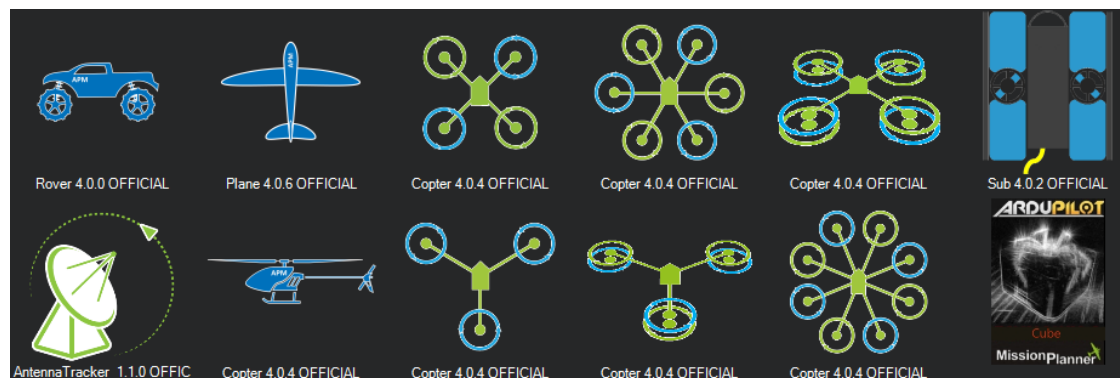 APM
APM
Rover 4.0.0 OFFICIAL
Plane 4.0.6 OFFICIAL
Copter 4.0.4 OFFICIAL
Copter 4.0.4 OFFICIAL
Copter 4.0.4 OFFICIAL
Sub 4.0.2 OFFICIAL
ARDUPILOT
APM
Cube
MissionPlanner
AntennaTracker 1.1.0 OFFIC
Copter 4.0.4 OFFICIAL
Copter 4.0.4 OFFICIAL
Copter 4.0.4 OFFICIAL
Copter 4.0.4 OFFICIAL